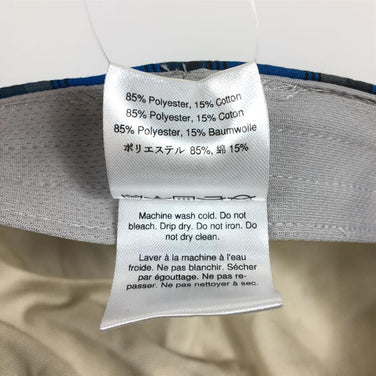 85% Polyester, 15% Cotton
85% Polyester, 15% Cotton
85% Polyester, 15% Baumwolle
ポリエステル 85%, 綿 15%
Machine wash cold. Do not
bleach. Drip dry. Do not iron. Do
not dry clean.
Laver à la machine à l'eau
froide. Ne pas blanchir. Sécher
par égouttage. Ne pas re-
passer. Ne pas nettoyer à sec.